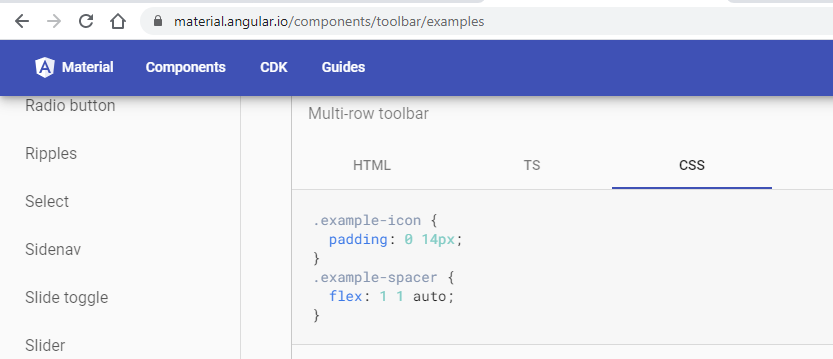 material.angular.io/components/toolbar/examples
Material Components CDK Guides
Radio button
Ripples
Select
Sidenav
Slide toggle
Slider
Multi-row toolbar
HTML TS CSS
.example-icon {
  padding: 0 14px;
}
.example-spacer {
  flex: 1 1 auto;
}